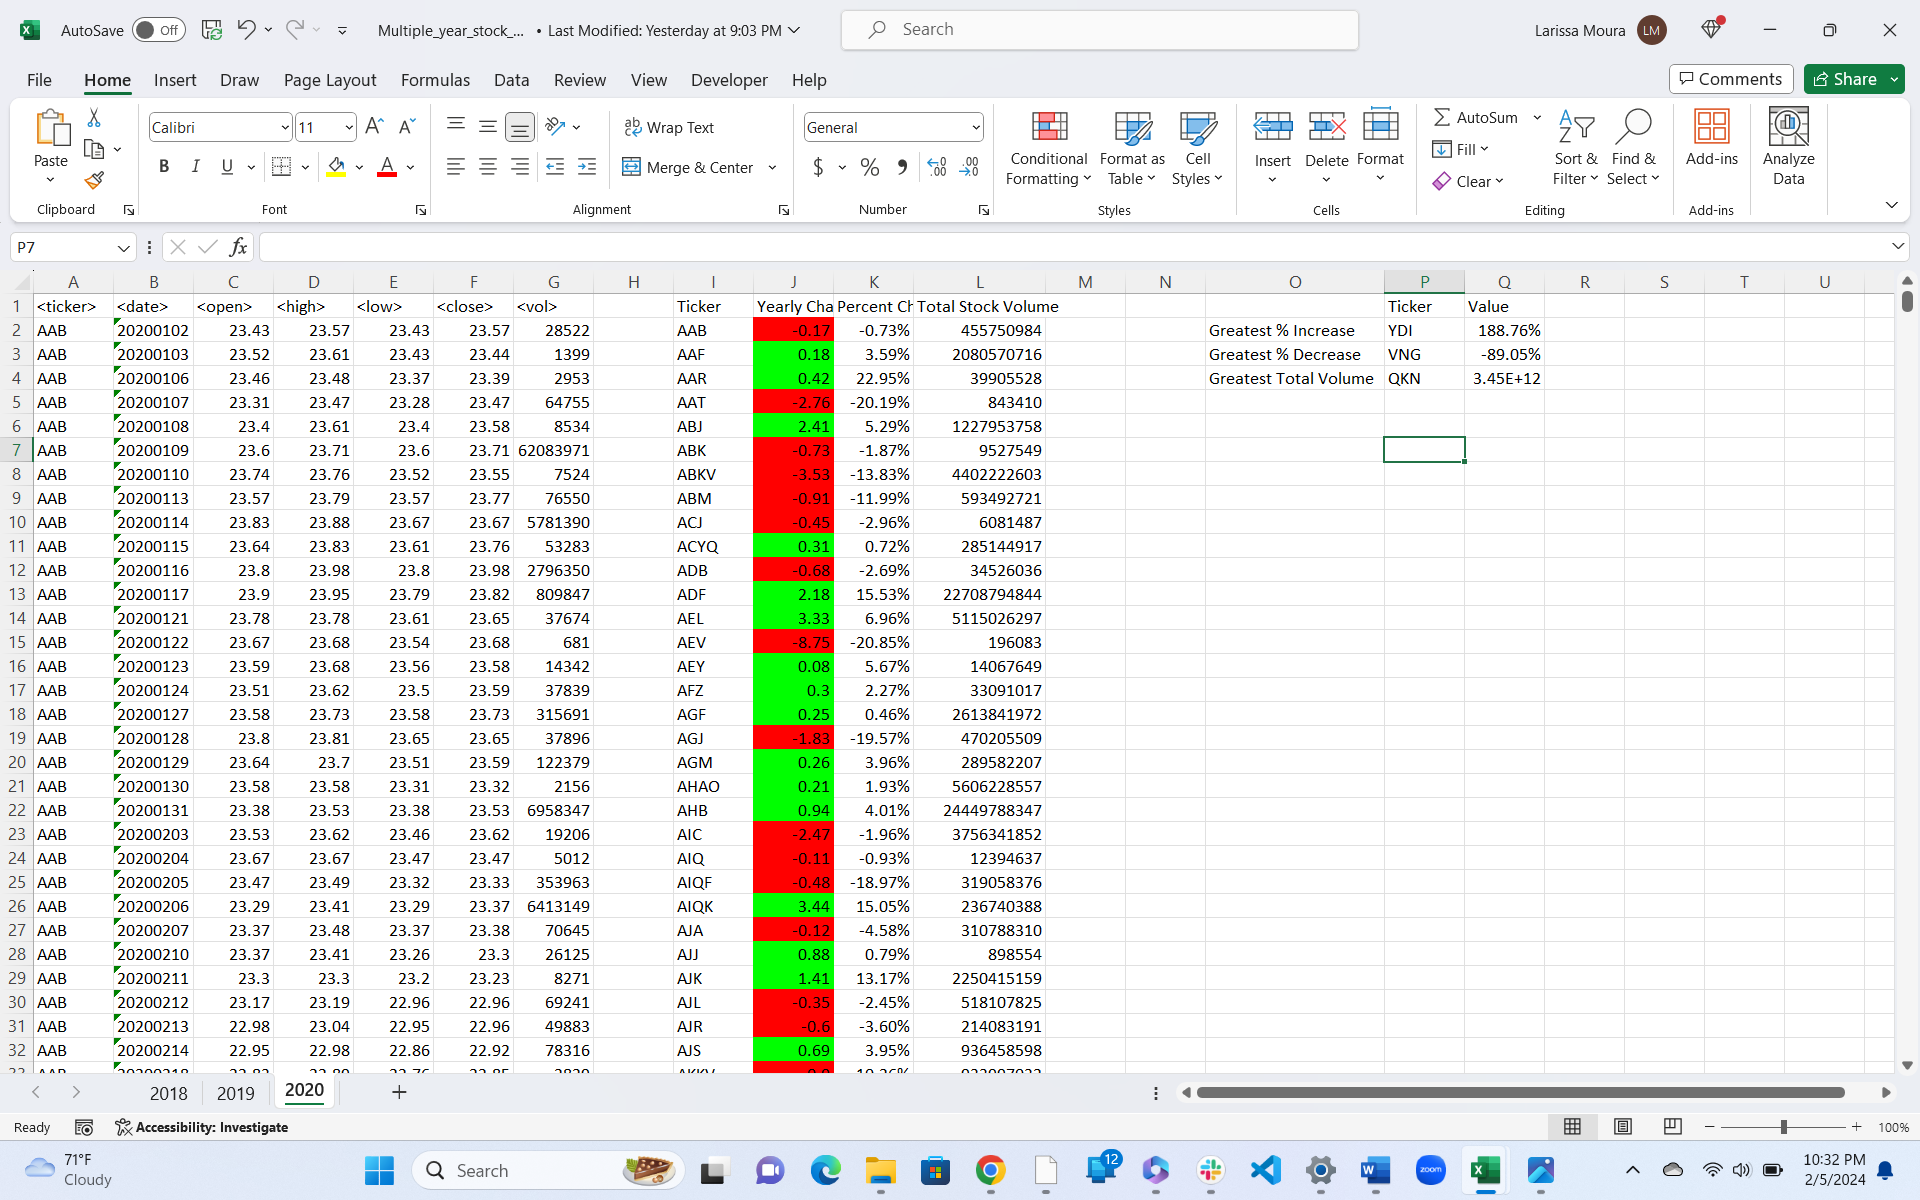 AutoSave Off Multiple_year_stock_... • Last Modified: Yesterday at 9:03 PM Search Larissa Moura LM
File Home Insert Draw Page Layout Formulas Data Review View Developer Help Comments Share
Paste Calibri 11 Wrap Text General Conditional Formatting Format as Table Cell Styles Insert Delete Format AutoSum Fill Clear Sort & Filter Find & Select Add-ins Analyze Data
B I U A Merge & Center $ %
Clipboard Font Alignment Number Styles Cells Editing Add-ins
P7 fx
A B C D E F G H I J K L M N O P Q R S T U
1 <ticker> <date> <open> <high> <low> <close> <vol> Ticker Yearly Cha Percent Ch Total Stock Volume Ticker Value
2 AAB 20200102 23.43 23.57 23.43 23.57 28522 AAB -0.17 -0.73% 455750984 Greatest % Increase YDI 188.76%
3 AAB 20200103 23.52 23.61 23.43 23.44 1399 AAF 0.18 3.59% 2080570716 Greatest % Decrease VNG -89.05%
4 AAB 20200106 23.46 23.48 23.37 23.39 2953 AAR 0.42 22.95% 39905528 Greatest Total Volume QKN 3.45E+12
5 AAB 20200107 23.31 23.47 23.28 23.47 64755 AAT -2.76 -20.19% 843410
6 AAB 20200108 23.4 23.61 23.4 23.58 8534 ABJ 2.41 5.29% 1227953758
7 AAB 20200109 23.6 23.71 23.6 23.71 62083971 ABK -0.73 -1.87% 9527549
8 AAB 20200110 23.74 23.76 23.52 23.55 7524 ABKV -3.53 -13.83% 4402222603
9 AAB 20200113 23.57 23.79 23.57 23.77 76550 ABM -0.91 -11.99% 593492721
10 AAB 20200114 23.83 23.88 23.67 23.67 5781390 ACJ -0.45 -2.96% 6081487
11 AAB 20200115 23.64 23.83 23.61 23.76 53283 ACYQ 0.31 0.72% 285144917
12 AAB 20200116 23.8 23.98 23.8 23.98 2796350 ADB -0.68 -2.69% 34526036
13 AAB 20200117 23.9 23.95 23.79 23.82 809847 ADF 2.18 15.53% 22708794844
14 AAB 20200121 23.78 23.78 23.61 23.65 37674 AEL 3.33 6.96% 5115026297
15 AAB 20200122 23.67 23.68 23.54 23.68 681 AEV -8.75 -20.85% 196083
16 AAB 20200123 23.59 23.68 23.56 23.58 14342 AEY 0.08 5.67% 14067649
17 AAB 20200124 23.51 23.62 23.5 23.59 37839 AFZ 0.3 2.27% 33091017
18 AAB 20200127 23.58 23.73 23.58 23.73 315691 AGF 0.25 0.46% 2613841972
19 AAB 20200128 23.8 23.81 23.65 23.65 37896 AGJ -1.83 -19.57% 470205509
20 AAB 20200129 23.64 23.7 23.51 23.59 122379 AGM 0.26 3.96% 289582207
21 AAB 20200130 23.58 23.58 23.31 23.32 2156 AHAO 0.21 1.93% 5606228557
22 AAB 20200131 23.38 23.53 23.38 23.53 6958347 AHB 0.94 4.01% 24449788347
23 AAB 20200203 23.53 23.62 23.46 23.62 19206 AIC -2.47 -1.96% 3756341852
24 AAB 20200204 23.67 23.67 23.47 23.47 5012 AIQ -0.11 -0.93% 12394637
25 AAB 20200205 23.47 23.49 23.32 23.33 353963 AIQF -0.48 -18.97% 319058376
26 AAB 20200206 23.29 23.41 23.29 23.37 6413149 AIQK 3.44 15.05% 236740388
27 AAB 20200207 23.37 23.48 23.37 23.38 70645 AJA -0.12 -4.58% 310788310
28 AAB 20200210 23.37 23.41 23.26 23.3 26125 AJJ 0.88 0.79% 898554
29 AAB 20200211 23.3 23.3 23.2 23.23 8271 AJK 1.41 13.17% 2250415159
30 AAB 20200212 23.17 23.19 22.96 22.96 69241 AJL -0.35 -2.45% 518107825
31 AAB 20200213 22.98 23.04 22.95 22.96 49883 AJR -0.6 -3.60% 214083191
32 AAB 20200214 22.95 22.98 22.86 22.92 78316 AJS 0.69 3.95% 936458598
2018 2019 2020
Ready Accessibility: Investigate 100%
71°F Search 12 zoom 10:32 PM
Cloudy 2/5/2024